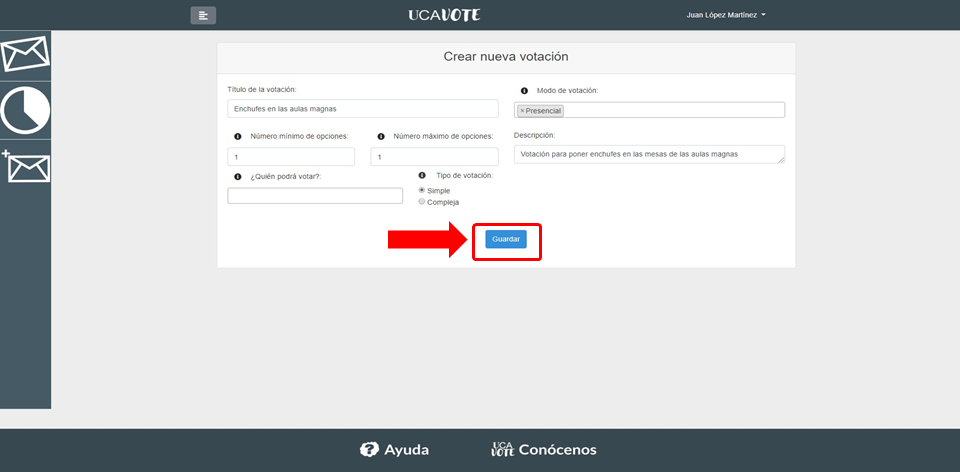 UCAVOTE
Juan López Martínez
Crear nueva votación
Título de la votación:
Modo de votación:
Enchufes en las aulas magnas
× Presencial
Número mínimo de opciones:
Número máximo de opciones:
Descripción:
1
1
Votación para poner enchufes en las mesas de las aulas magnas
¿Quién podrá votar?:
Tipo de votación:
Simple
Compleja
Guardar
Ayuda
UCA VOTE Conócenos